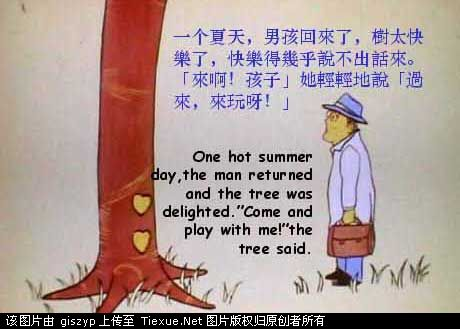 一个夏天，男孩回來了，樹太快
樂了，快樂得幾乎說不出話來。
「來啊！孩子」她輕輕地說「過
來，來玩呀！」
One hot summer
day,the man returned
and the tree was
delighted."Come and
play with me!"the
tree said.
该图片由 giszyp 上传至 Tiexue.Net 图片版权归原创者所有